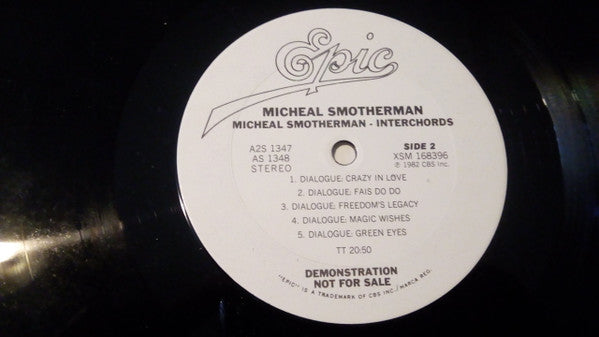 Epic
MICHEAL SMOTHERMAN
MICHEAL SMOTHERMAN - INTERCHORDS
A2S 1347
AS 1348
STEREO
SIDE 2
XSM 168396
℗ 1982 CBS Inc.
1. DIALOGUE: CRAZY IN LOVE
2. DIALOGUE: FAIS DO DO
3. DIALOGUE: FREEDOM'S LEGACY
4. DIALOGUE: MAGIC WISHES
5. DIALOGUE: GREEN EYES
TT 20:50
DEMONSTRATION
NOT FOR SALE
"EPIC" IS A TRADEMARK OF CBS INC./MARCA REG.